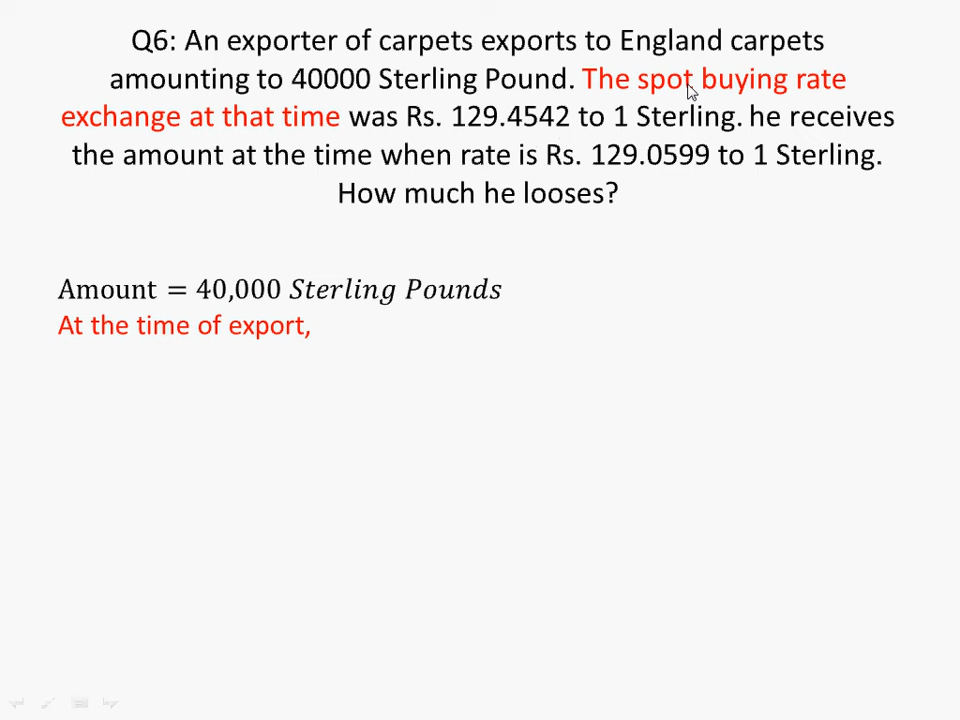 Q6: An exporter of carpets exports to England carpets
amounting to 40000 Sterling Pound. The spot buying rate
exchange at that time was Rs. 129.4542 to 1 Sterling. he receives
the amount at the time when rate is Rs. 129.0599 to 1 Sterling.
How much he looses?
Amount = 40,000 Sterling Pounds
At the time of export,